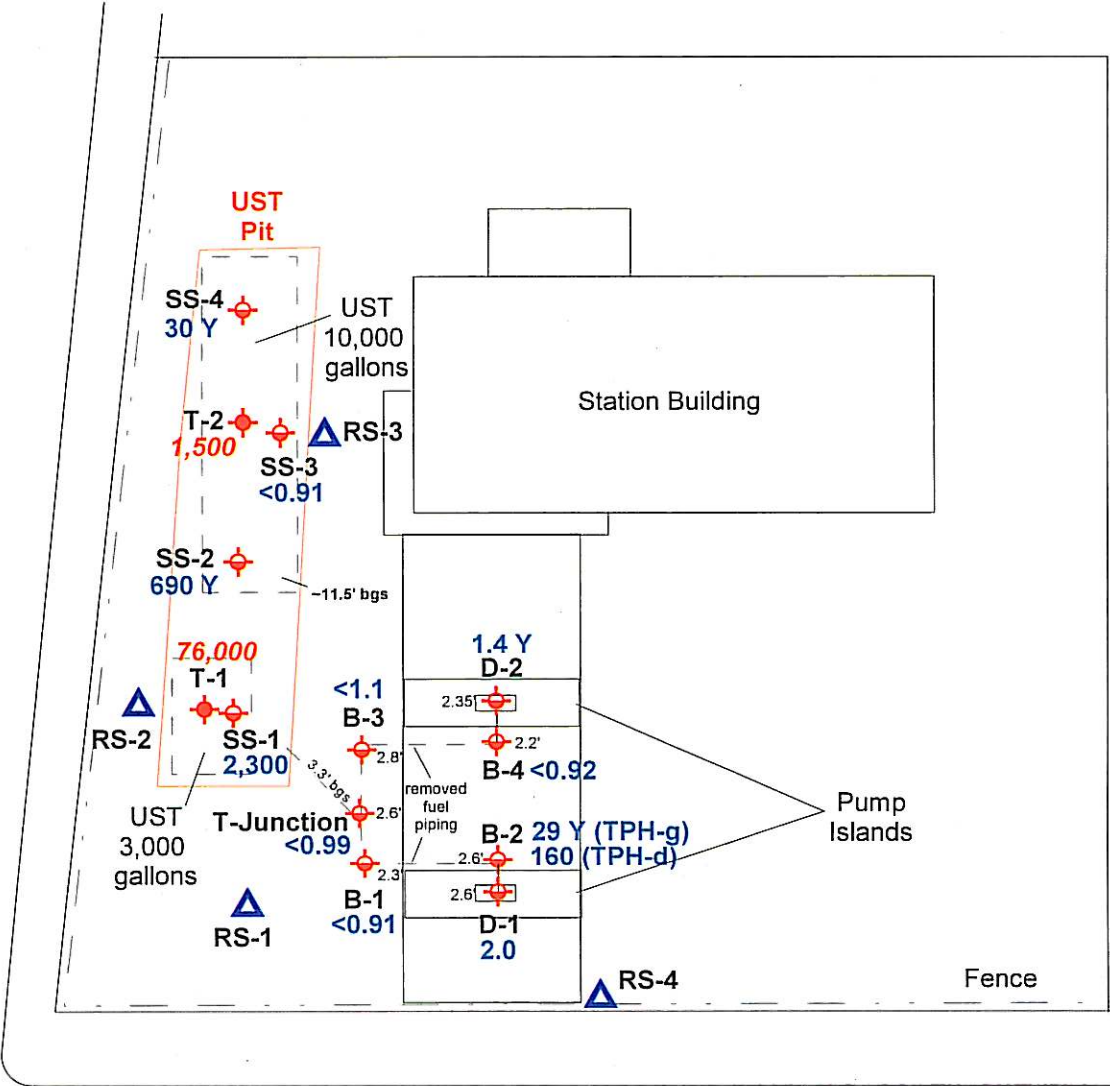 UST
Pit
SS-4
30 Y
UST
10,000
gallons
T-2
1,500
SS-3
<0.91
RS-3
Station Building
SS-2
690 Y
~11.5' bgs
76,000
T-1
SS-1
2,300
RS-2
UST
3,000
gallons
3.3' bgs
<1.1
B-3
2.8'
1.4 Y
D-2
2.35'
2.2'
B-4 <0.92
removed
fuel
piping
T-Junction
<0.99
2.6'
2.3'
B-1
<0.91
B-2 29 Y (TPH-g)
160 (TPH-d)
2.6'
2.6'
D-1
2.0
Pump
Islands
RS-1
RS-4
Fence